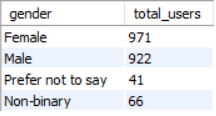 gender total_users
Female 971
Male 922
Prefer not to say 41
Non-binary 66